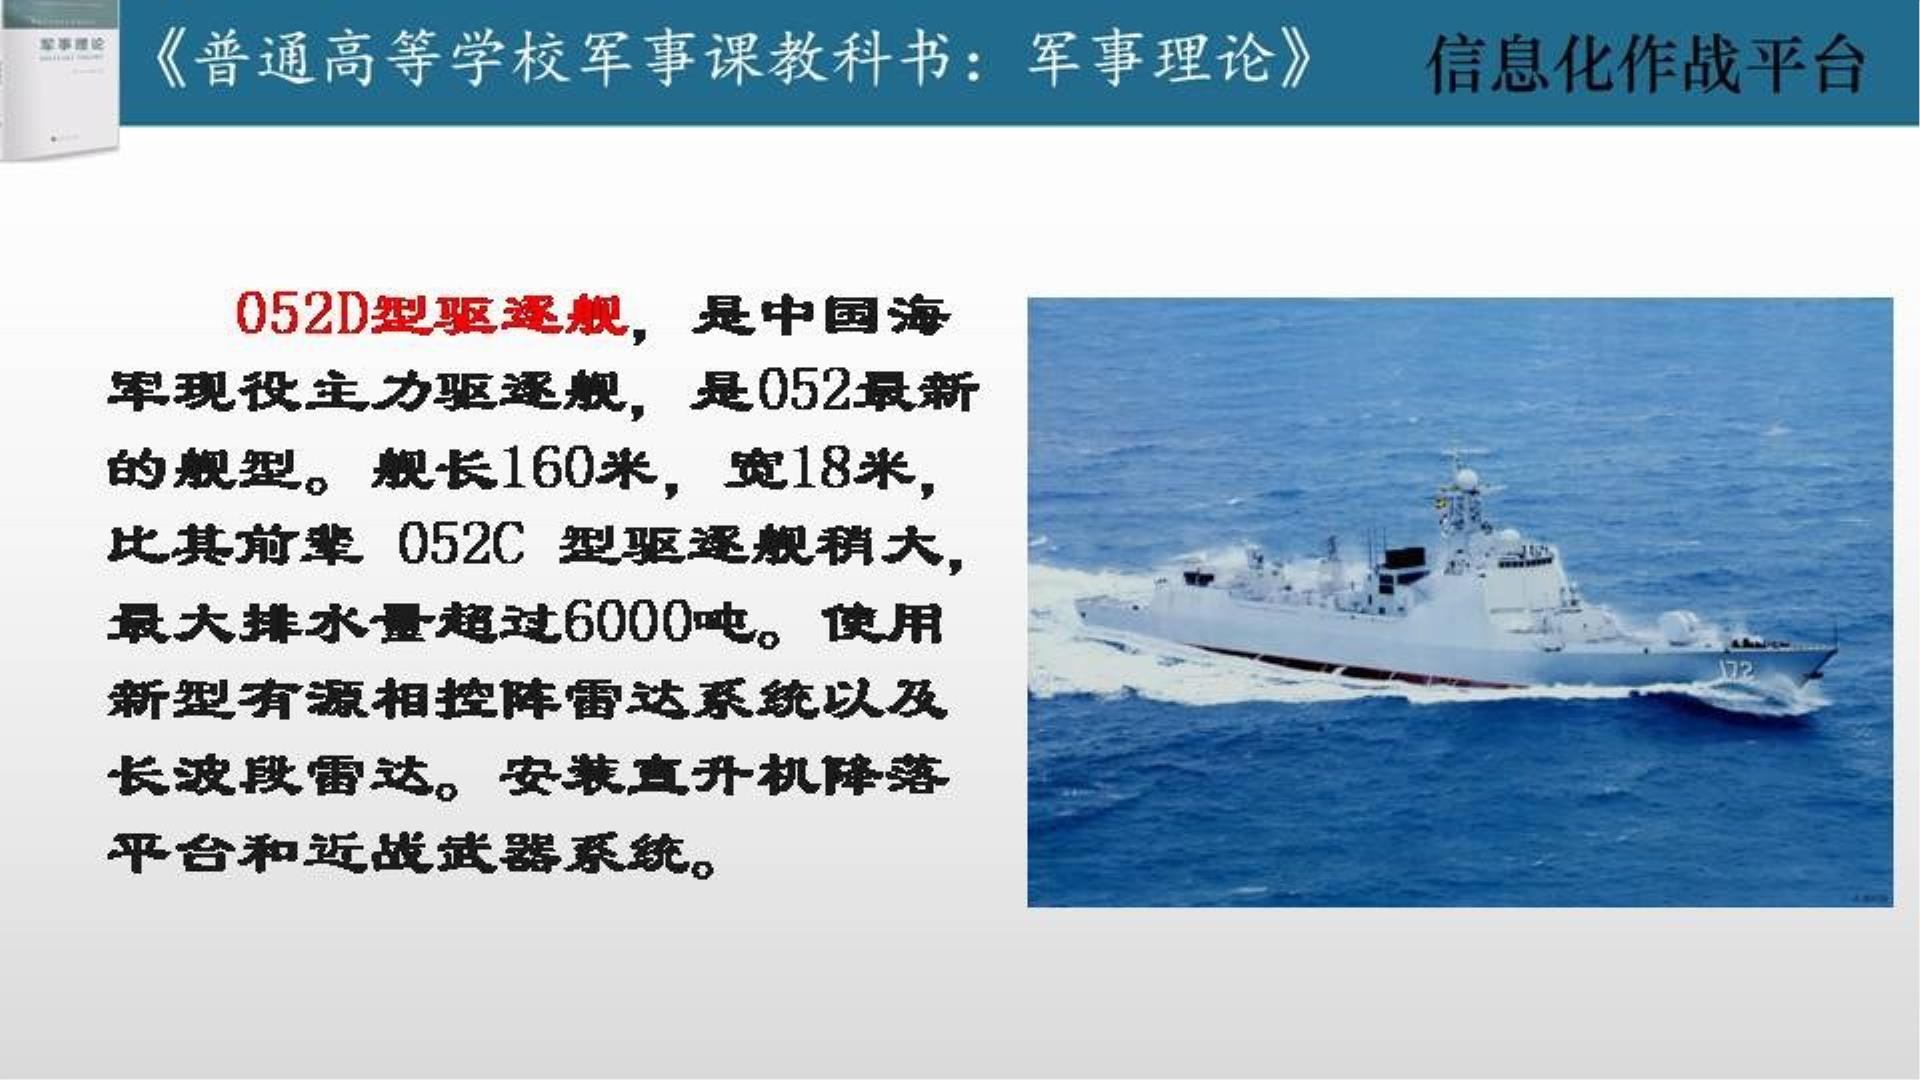 军事理论
《普通高等学校军事课教科书：军事理论》
信息化作战平台
052D型驱逐舰，是中国海
军现役主力驱逐舰，是052最新
的舰型。舰长160米，宽18米，
比其前辈 052C 型驱逐舰稍大，
最大排水量超过6000吨。使用
新型有源相控阵雷达系统以及
长波段雷达。安装直升机降落
平台和近战武器系统。
172